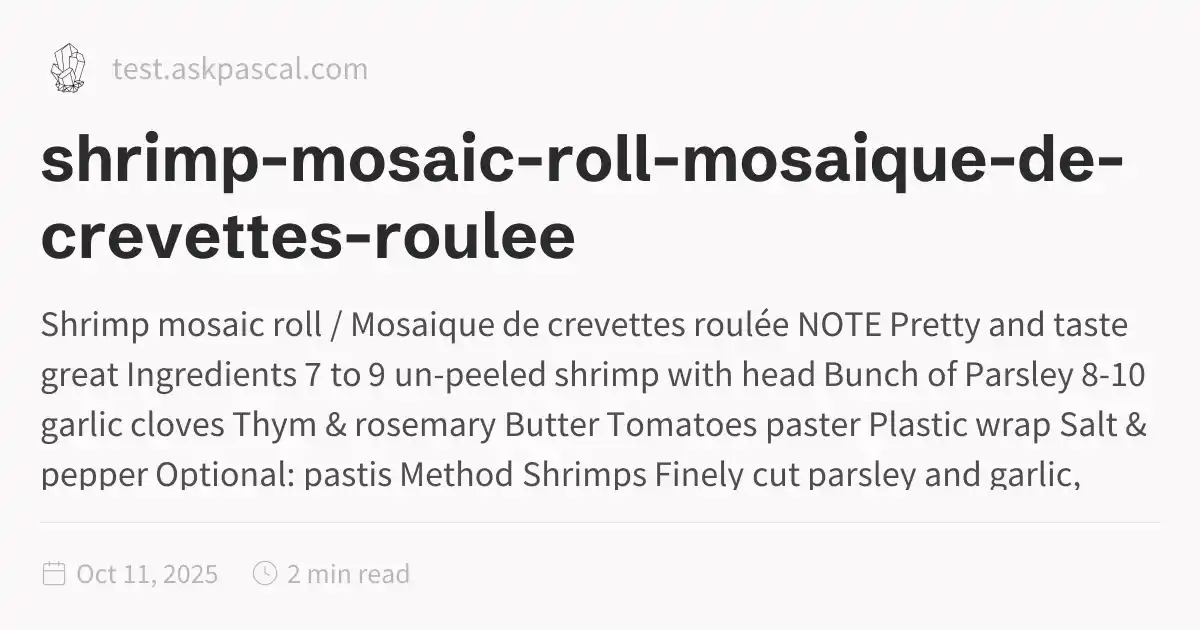 test.askpascal.com
shrimp-mosaic-roll-mosaique-de-
crevettes-roulee
Shrimp mosaic roll / Mosaique de crevettes roulée NOTE Pretty and taste
great Ingredients 7 to 9 un-peeled shrimp with head Bunch of Parsley 8-10
garlic cloves Thym & rosemary Butter Tomatoes paster Plastic wrap Salt &
pepper Optional: pastis Method Shrimps Finely cut parsley and garlic,
Oct 11, 2025 2 min read